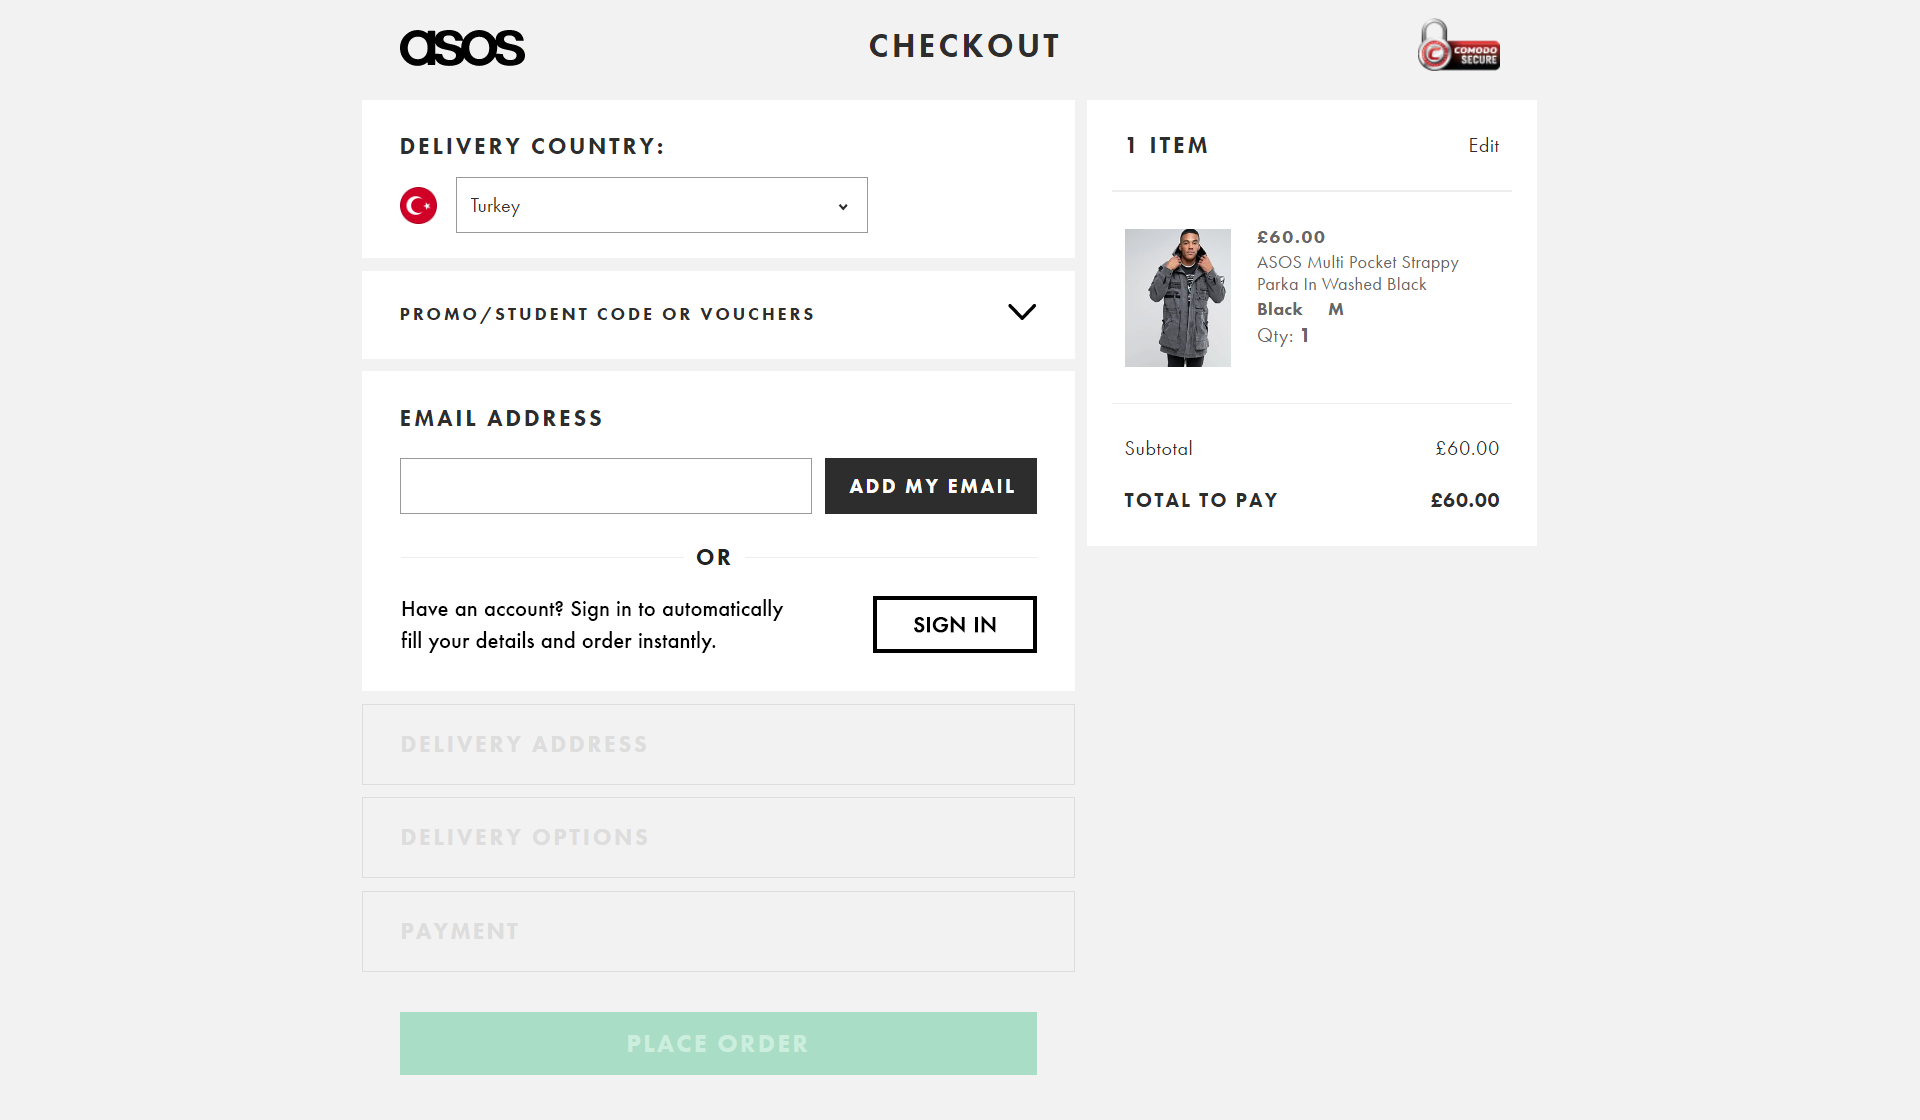 asos
CHECKOUT
COMODO
SECURE
DELIVERY COUNTRY:
Turkey
PROMO/STUDENT CODE OR VOUCHERS
EMAIL ADDRESS
ADD MY EMAIL
OR
Have an account? Sign in to automatically
fill your details and order instantly.
SIGN IN
DELIVERY ADDRESS
DELIVERY OPTIONS
PAYMENT
PLACE ORDER
1 ITEM
Edit
£60.00
ASOS Multi Pocket Strappy
Parka In Washed Black
Black M
Qty: 1
Subtotal £60.00
TOTAL TO PAY £60.00